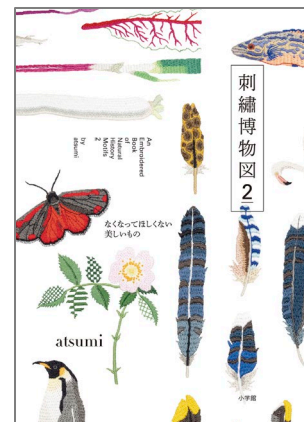 An
Embroidered
Book
of
Natural
History
Motifs
2
by
atsumi
刺繡博物図
2
なくなってほしくない
美しいもの
atsumi
小学館